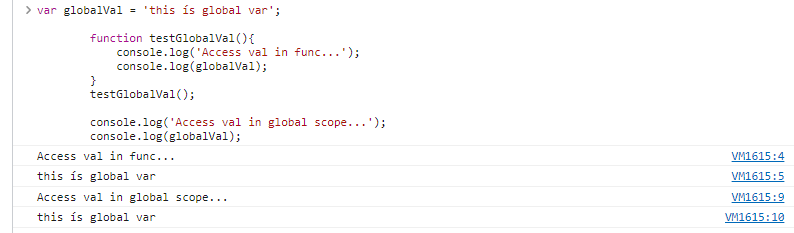 var globalVal = 'this ís global var';
function testGlobalVal(){
console.log('Access val in func...');
console.log(globalVal);
}
testGlobalVal();
console.log('Access val in global scope...');
console.log(globalVal);
Access val in func... VM1615:4
this ís global var VM1615:5
Access val in global scope... VM1615:9
this ís global var VM1615:10